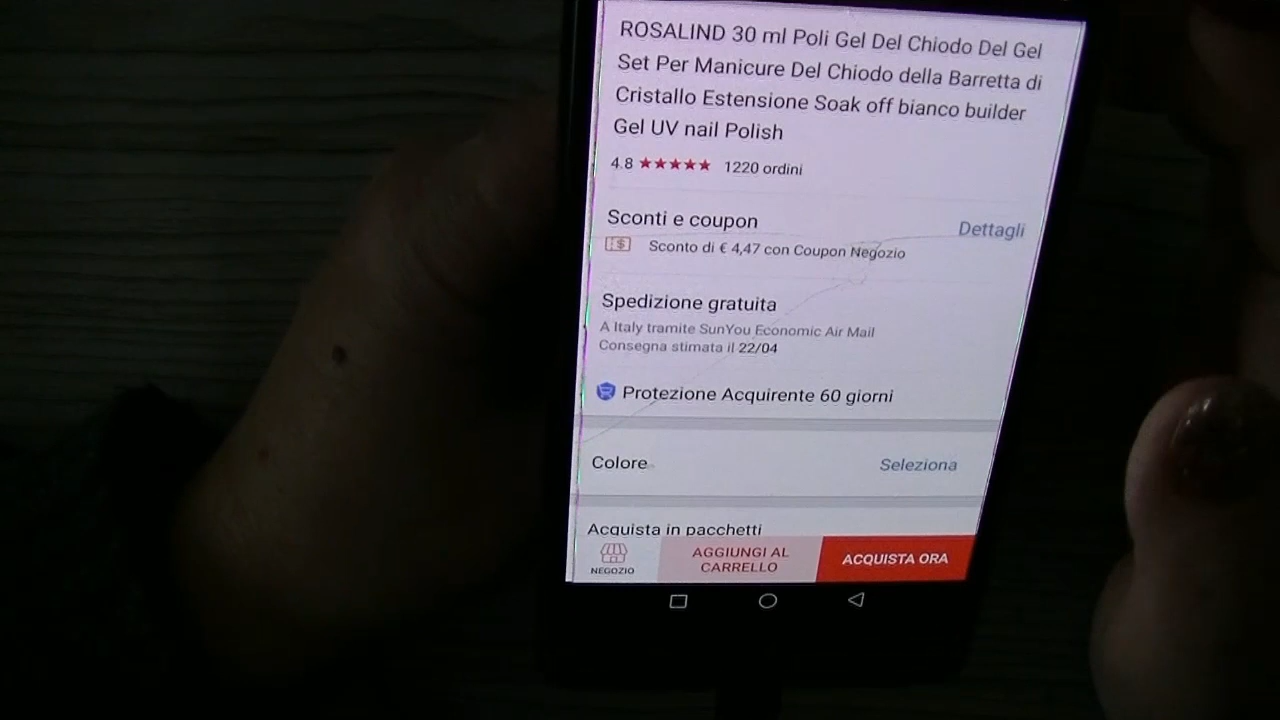 ROSALIND 30 ml Poli Gel Del Chiodo Del Gel
Set Per Manicure Del Chiodo della Barretta di
Cristallo Estensione Soak off bianco builder
Gel UV nail Polish
4.8 ★★★★★ 1220 ordini
Sconti e coupon
Dettagli
$ Sconto di € 4,47 con Coupon Negozio
Spedizione gratuita
A Italy tramite SunYou Economic Air Mail
Consegna stimata il 22/04
Protezione Acquirente 60 giorni
Colore Seleziona
Acquista in pacchetti
NEGOZIO
AGGIUNGI AL
CARRELLO
ACQUISTA ORA